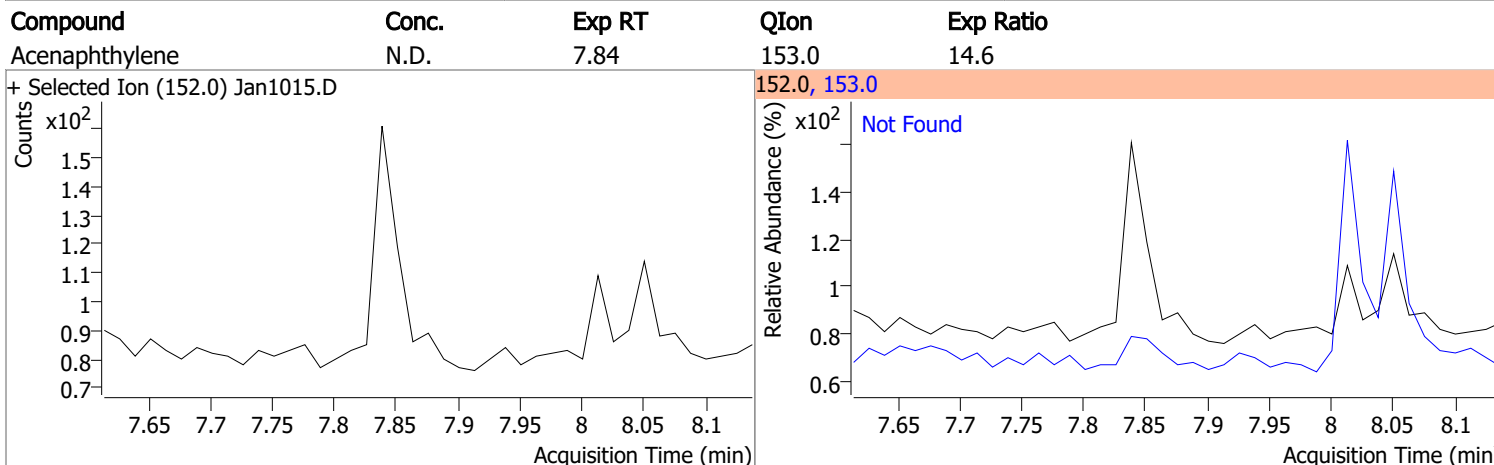 Compound Conc. Exp RT QIon Exp Ratio
Acenaphthylene N.D. 7.84 153.0 14.6
+ Selected Ion (152.0) Jan1015.D
Counts
x10²
1.5
1.4
1.3
1.2
1.1
1
0.9
0.8
0.7
7.65 7.7 7.75 7.8 7.85 7.9 7.95 8 8.05 8.1
Acquisition Time (min)
152.0, 153.0
Relative Abundance (%)
x10²
Not Found
1.4
1.2
1
0.8
0.6
7.65 7.7 7.75 7.8 7.85 7.9 7.95 8 8.05 8.1
Acquisition Time (min